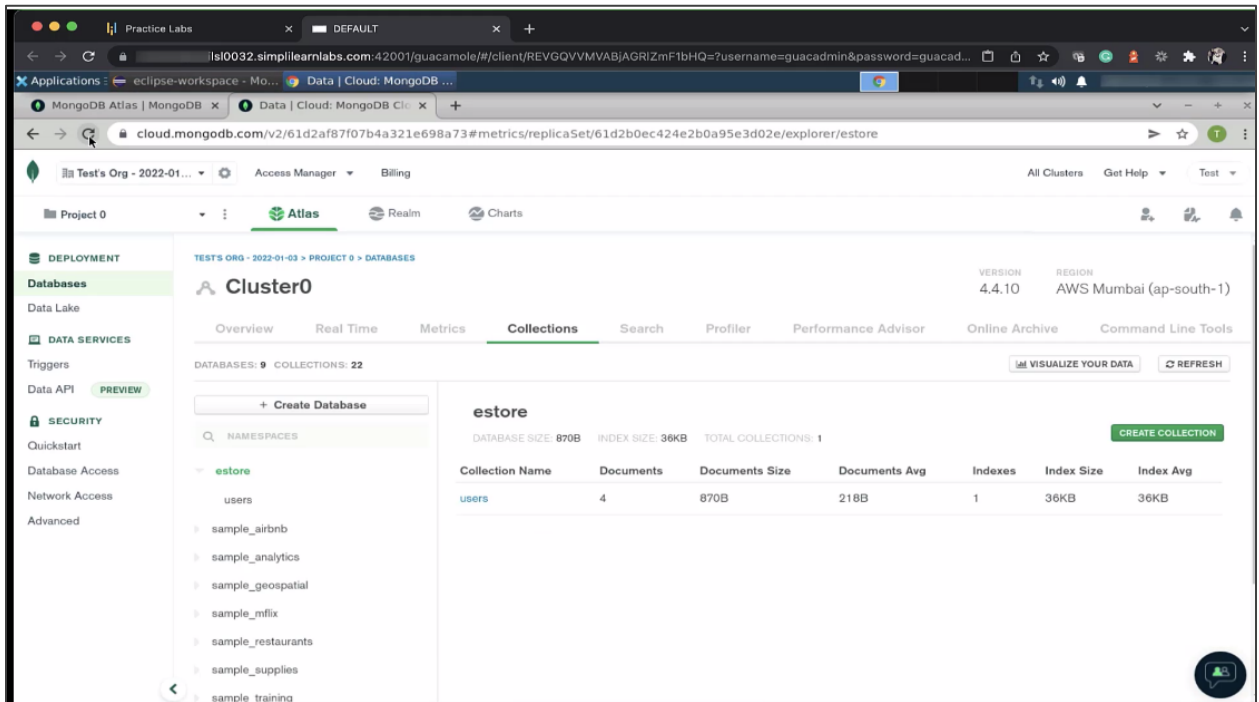 Practice Labs
DEFAULT
ilsl0032.simplilearnlabs.com:42001/guacamole/#/client/REVGQVVMVABjAGRlZmF1bHQ=?username=guacadmin&password=guacad...
Applications
eclipse-workspace - Mo...
Data | Cloud: MongoDB ...
MongoDB Atlas | MongoDB
Data | Cloud: MongoDB Clo
cloud.mongodb.com/v2/61d2af87f07b4a321e698a73#metrics/replicaSet/61d2b0ec424e2b0a95e3d02e/explorer/estore
T
Test's Org - 2022-01...
Access Manager
Billing
All Clusters
Get Help
Test
Project 0
Atlas
Realm
Charts
DEPLOYMENT
Databases
Data Lake
DATA SERVICES
Triggers
Data API PREVIEW
SECURITY
Quickstart
Database Access
Network Access
Advanced
TEST'S ORG - 2022-01-03 > PROJECT 0 > DATABASES
Cluster0
VERSION
4.4.10
REGION
AWS Mumbai (ap-south-1)
Overview Real Time Metrics Collections Search Profiler Performance Advisor Online Archive Command Line Tools
DATABASES: 9 COLLECTIONS: 22
VISUALIZE YOUR DATA
REFRESH
+ Create Database
NAMESPACES
estore
users
sample_airbnb
sample_analytics
sample_geospatial
sample_mflix
sample_restaurants
sample_supplies
sample_training
estore
DATABASE SIZE: 870B INDEX SIZE: 36KB TOTAL COLLECTIONS: 1
CREATE COLLECTION
Collection Name Documents Documents Size Documents Avg Indexes Index Size Index Avg
users 4 870B 218B 1 36KB 36KB